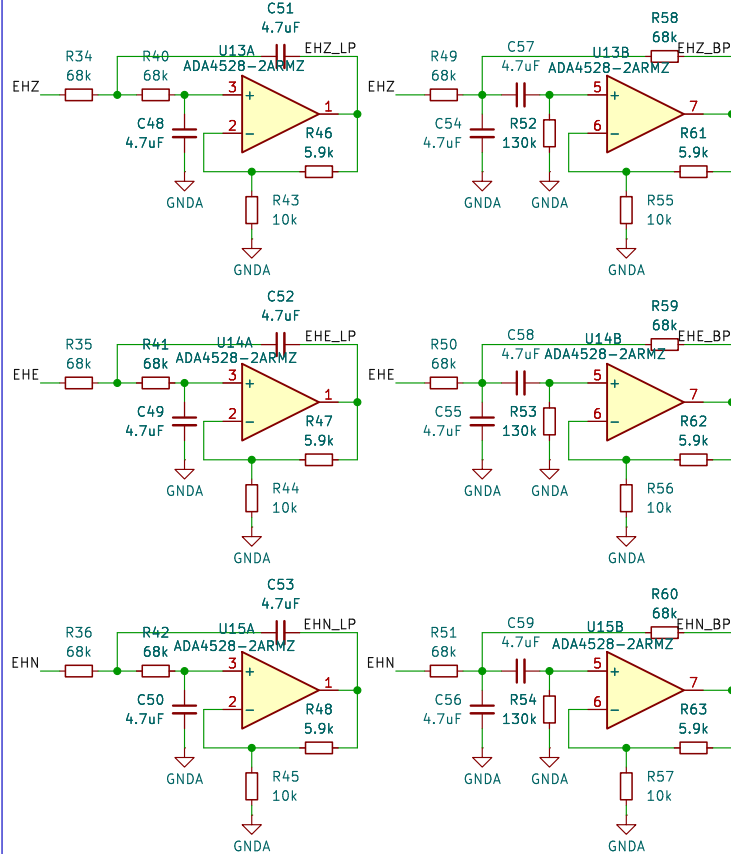 C51
4.7uF
R34
68k
R40
68k
U13A
ADA4528-2ARMZ
EHZ_LP
EHZ
3
+
2
−
1
C48
4.7uF
GNDA
R46
5.9k
R43
10k
GNDA
R58
68k
EHZ_BP
R49
68k
C57
4.7uF
U13B
ADA4528-2ARMZ
EHZ
5
+
6
−
7
C54
4.7uF
GNDA
R52
130k
GNDA
R61
5.9k
R55
10k
GNDA
C52
4.7uF
R35
68k
R41
68k
U14A
ADA4528-2ARMZ
EHE_LP
EHE
3
+
2
−
1
C49
4.7uF
GNDA
R47
5.9k
R44
10k
GNDA
R59
68k
EHE_BP
R50
68k
C58
4.7uF
U14B
ADA4528-2ARMZ
EHE
5
+
6
−
7
C55
4.7uF
GNDA
R53
130k
GNDA
R62
5.9k
R56
10k
GNDA
C53
4.7uF
R36
68k
R42
68k
U15A
ADA4528-2ARMZ
EHN_LP
EHN
3
+
2
−
1
C50
4.7uF
GNDA
R48
5.9k
R45
10k
GNDA
R60
68k
EHN_BP
R51
68k
C59
4.7uF
U15B
ADA4528-2ARMZ
EHN
5
+
6
−
7
C56
4.7uF
GNDA
R54
130k
GNDA
R63
5.9k
R57
10k
GNDA